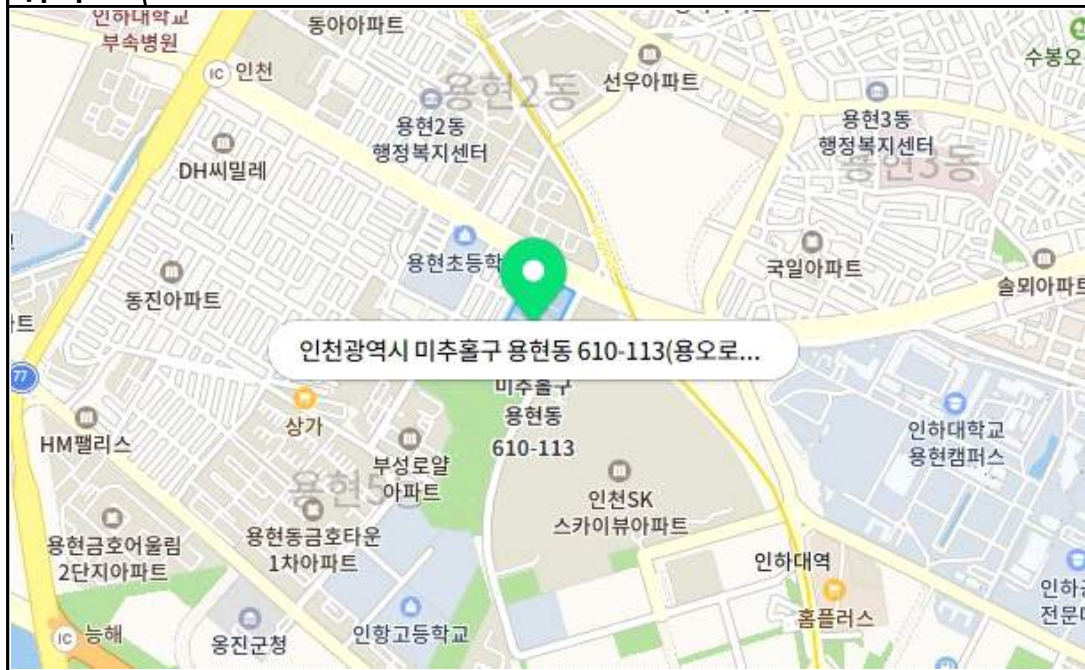 인하대학교
부속병원
동아아파트
IC 인천
용현2동
선우아파트
수봉오
용현2동
행정복지센터
용현3동
행정복지센터
용현3동
DH씨밀레
용현초등학
국일아파트
솔뫼아파트
동진아파트
인천광역시 미추홀구 용현동 610-113(용오로...
77
미추홀구
용현동
610-113
상가
HM팰리스
부성로얄
아파트
인하대학교
용현캠퍼스
용현5
인천SK
스카이뷰아파트
용현금호어울림
2단지아파트
용현동금호타운
1차아파트
인하대역
홈플러스
IC 능해
옹진군청
인항고등학교